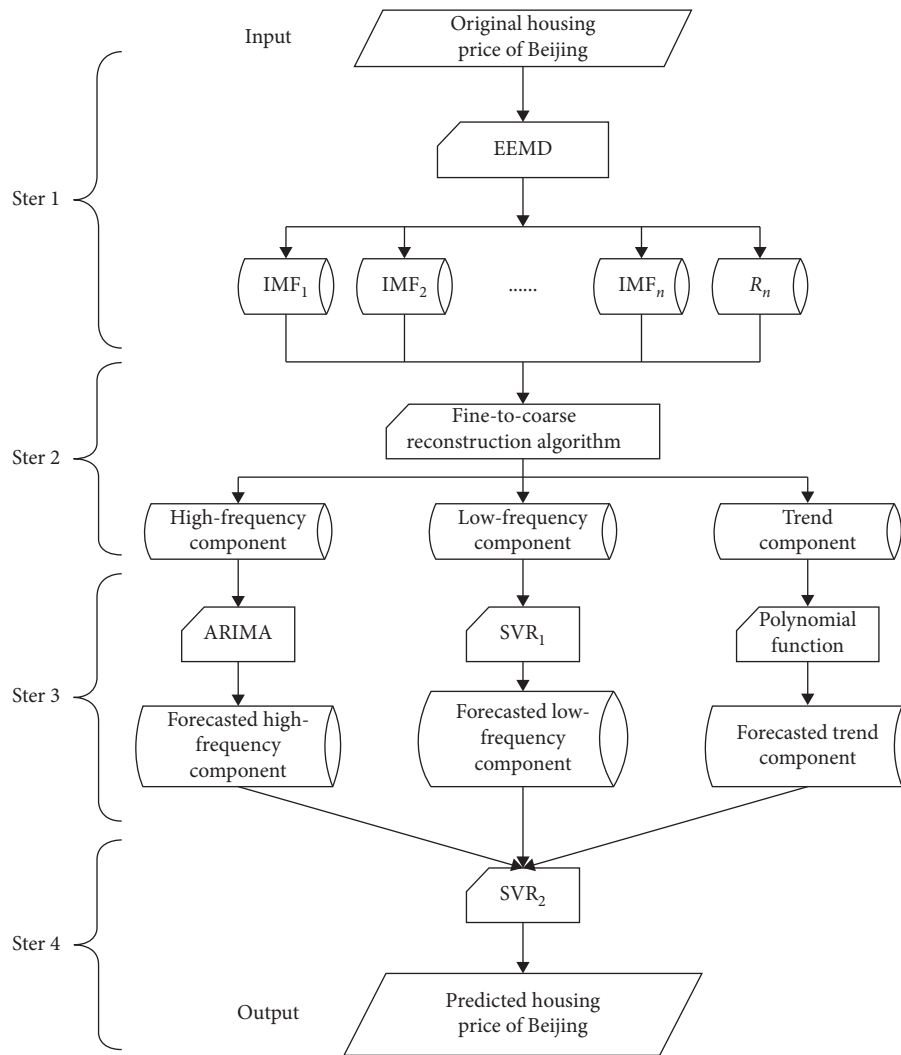 Input
Original housing
price of Beijing
Ster 1
EEMD
IMF₁
IMF₂
......
IMFₙ
Rₙ
Ster 2
Fine-to-coarse
reconstruction algorithm
High-frequency
component
Low-frequency
component
Trend
component
Ster 3
ARIMA
SVR₁
Polynomial
function
Forecasted high-
frequency
component
Forecasted low-
frequency
component
Forecasted trend
component
Ster 4
SVR₂
Output
Predicted housing
price of Beijing